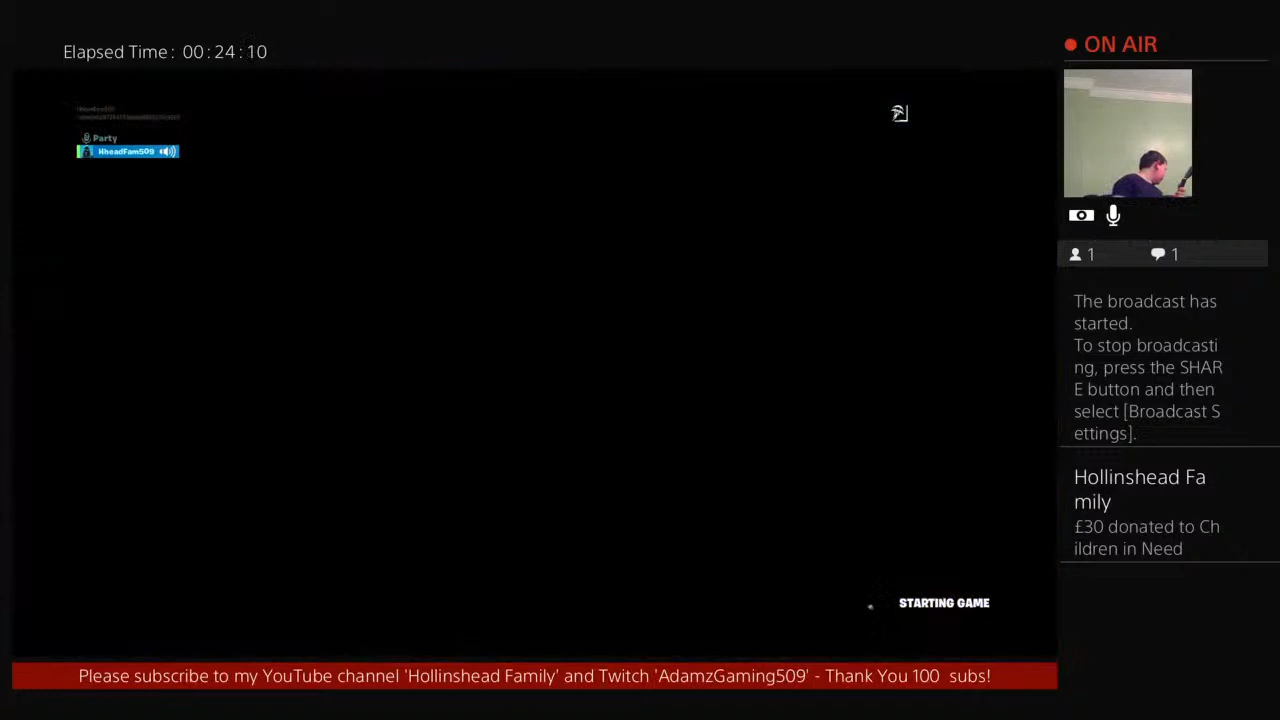 Elapsed Time: 00:24:10
ON AIR
Party
HheadFam509
1 1
The broadcast has
started.
To stop broadcasti
ng, press the SHAR
E button and then
select [Broadcast S
ettings].
Hollinshead Fa
mily
£30 donated to Ch
ildren in Need
STARTING GAME
Please subscribe to my YouTube channel 'Hollinshead Family' and Twitch 'AdamzGaming509' - Thank You 100 subs!